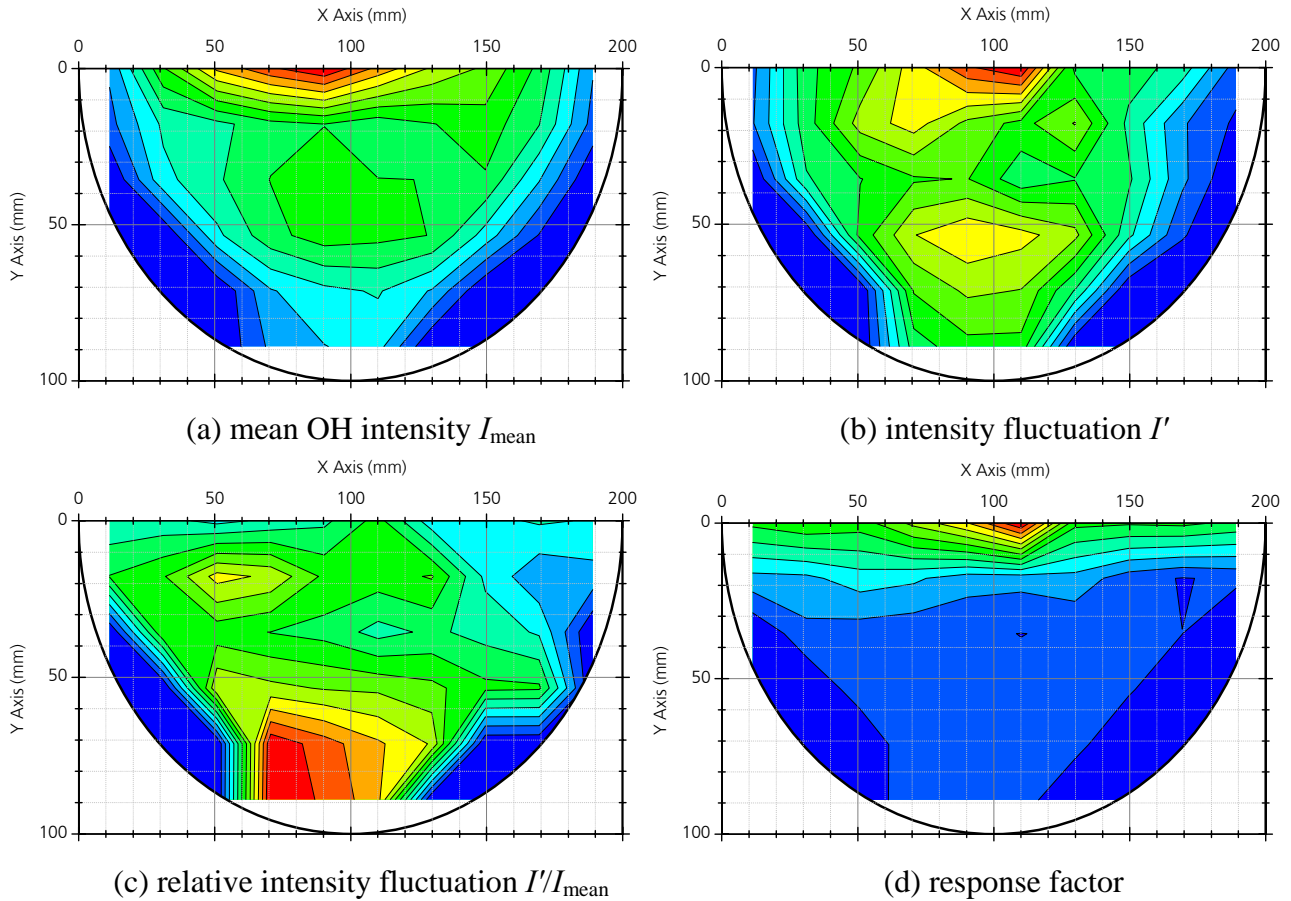 X Axis (mm)
0 50 100 150 200
0
50
100
Y Axis (mm)
(a) mean OH intensity Imean
X Axis (mm)
0 50 100 150 200
0
50
100
Y Axis (mm)
(b) intensity fluctuation I'
X Axis (mm)
0 50 100 150 200
0
50
100
Y Axis (mm)
(c) relative intensity fluctuation I'/Imean
X Axis (mm)
0 50 100 150 200
0
50
100
Y Axis (mm)
(d) response factor